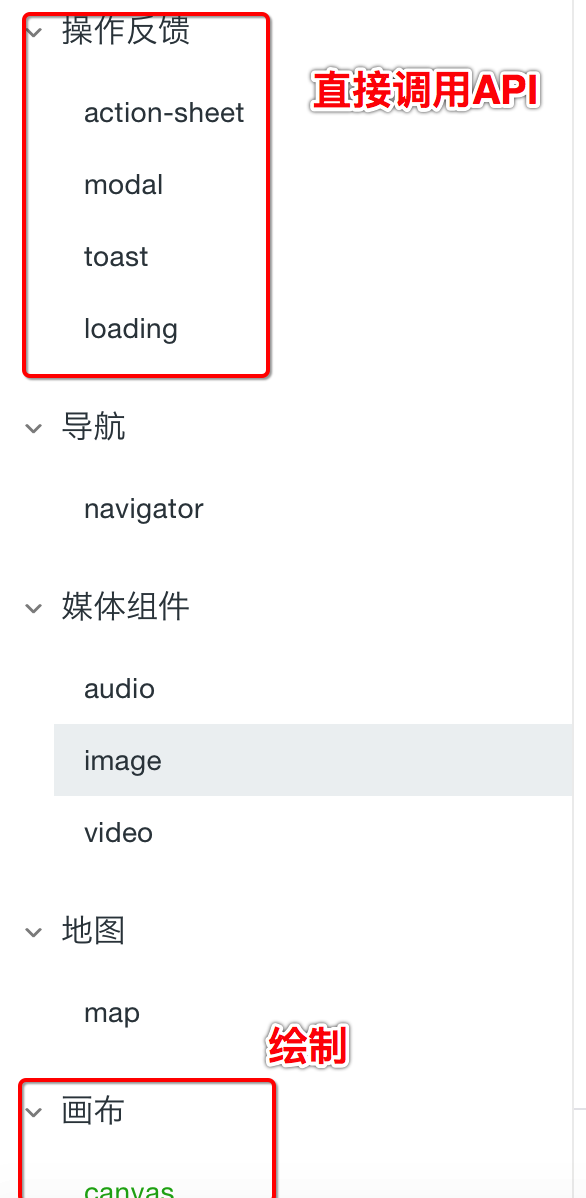 操作反馈
直接调用API
action-sheet
modal
toast
loading
导航
navigator
媒体组件
audio
image
video
地图
map
绘制
画布
canvas